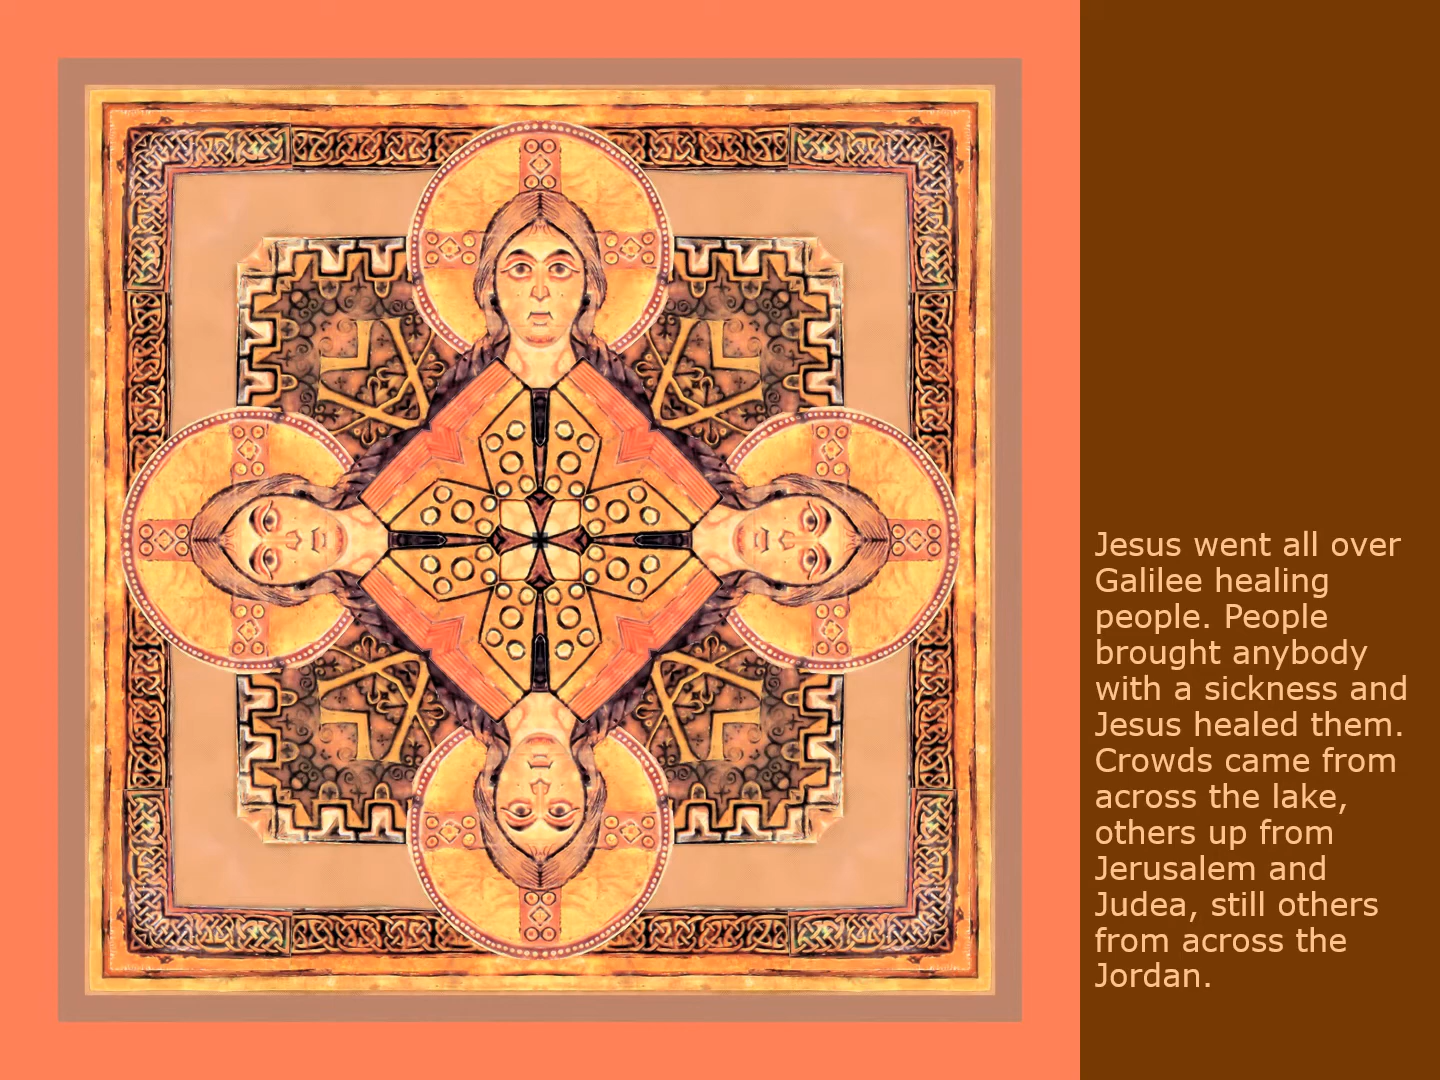 Jesus went all over
Galilee healing
people. People
brought anybody
with a sickness and
Jesus healed them.
Crowds came from
across the lake,
others up from
Jerusalem and
Judea, still others
from across the
Jordan.